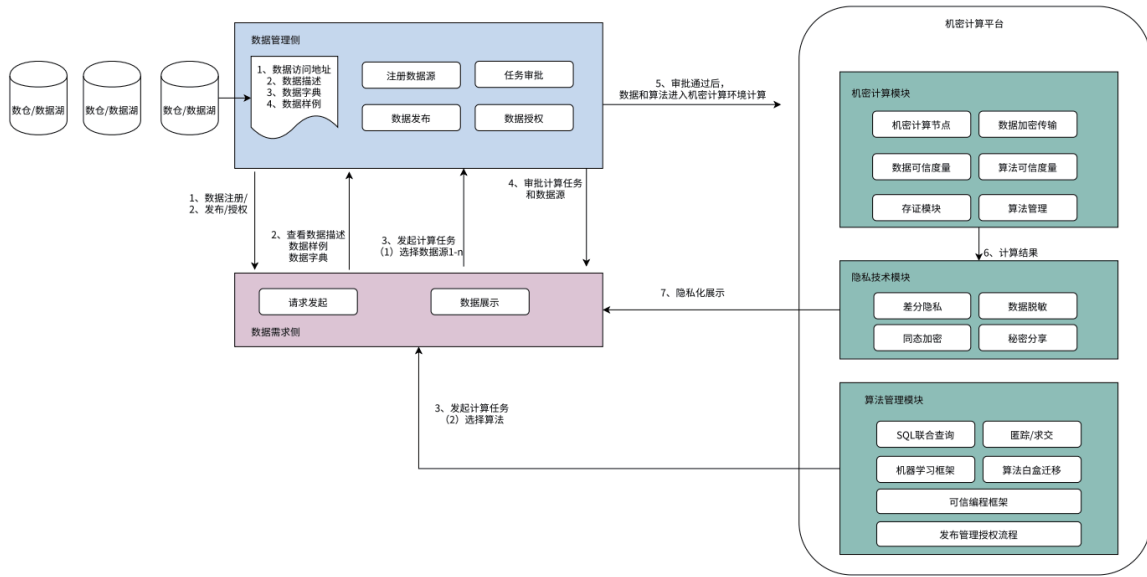 机密计算平台
数据管理侧
1、数据访问地址
2、数据描述
3、数据字典
4、数据样例
注册数据源
任务审批
数据发布
数据授权
数仓/数据湖
数仓/数据湖
数仓/数据湖
5、审批通过后，
数据和算法进入机密计算环境计算
机密计算模块
机密计算节点
数据加密传输
数据可信度量
算法可信度量
存证模块
算法管理
1、数据注册/
2、发布/授权
2、查看数据描述
数据样例
数据字典
3、发起计算任务
（1）选择数据源1-n
4、审批计算任务
和数据源
6、计算结果
请求发起
数据展示
数据需求侧
7、隐私化展示
隐私技术模块
差分隐私
数据脱敏
同态加密
秘密分享
3、发起计算任务
（2）选择算法
算法管理模块
SQL联合查询
匿踪/求交
机器学习框架
算法白盒迁移
可信编程框架
发布管理授权流程